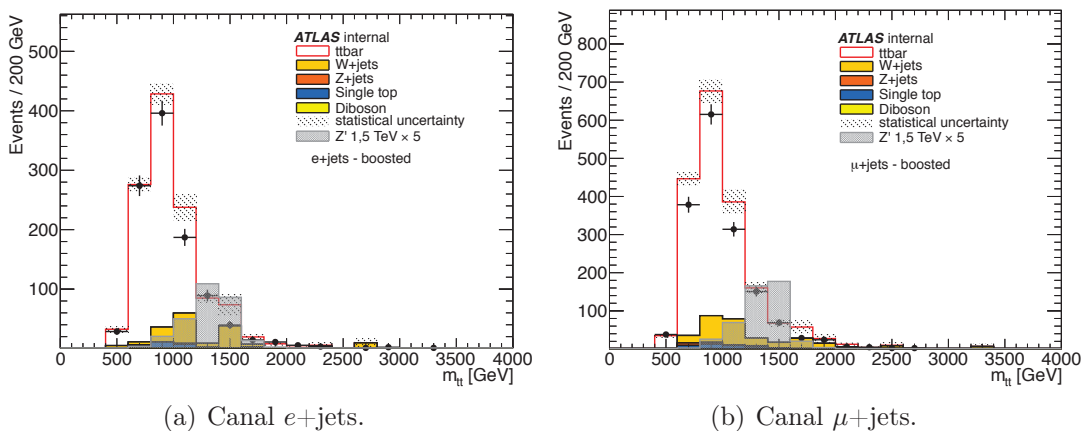 Events / 200 GeV
500
400
300
200
100
ATLAS internal
ttbar
W+jets
Z+jets
Single top
Diboson
statistical uncertainty
Z' 1,5 TeV × 5
e+jets - boosted
0 500 1000 1500 2000 2500 3000 3500 4000
m_tt [GeV]
(a) Canal e+jets.
Events / 200 GeV
800
700
600
500
400
300
200
100
ATLAS internal
ttbar
W+jets
Z+jets
Single top
Diboson
statistical uncertainty
Z' 1,5 TeV × 5
μ+jets - boosted
0 500 1000 1500 2000 2500 3000 3500 4000
m_tt [GeV]
(b) Canal μ+jets.